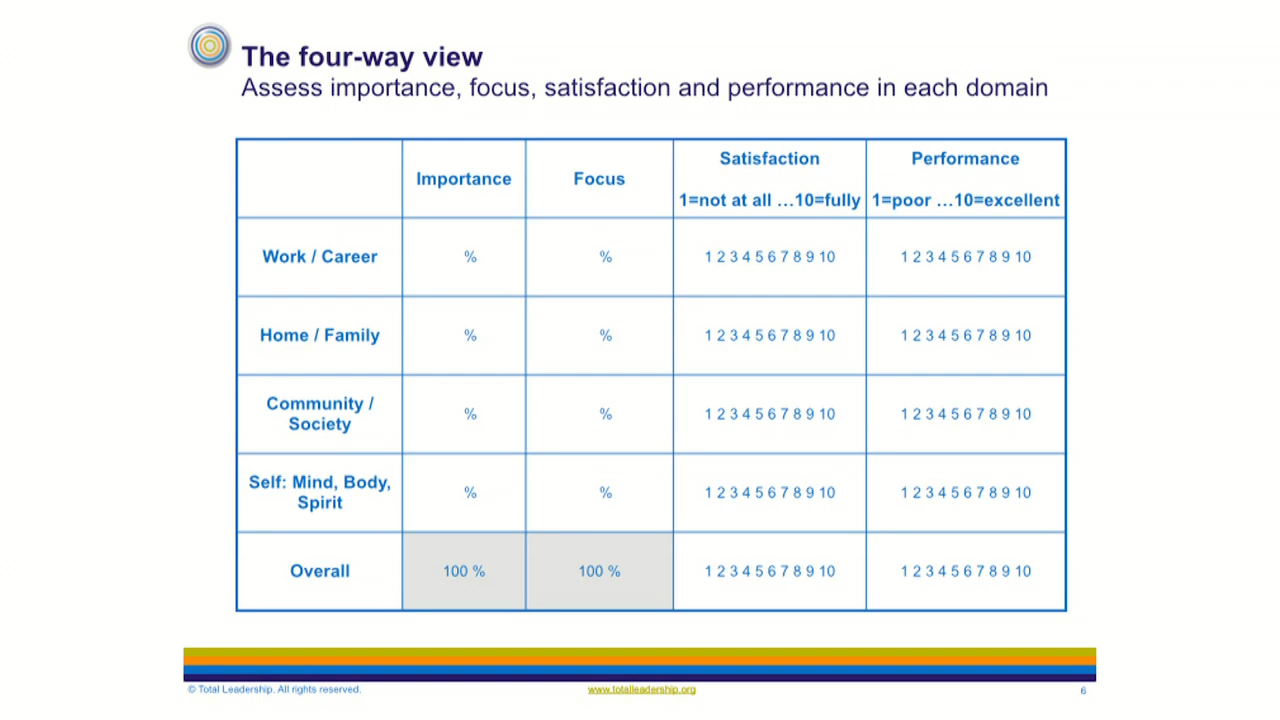 The four-way view
Assess importance, focus, satisfaction and performance in each domain
Importance
Focus
Satisfaction
1=not at all …10=fully
Performance
1=poor …10=excellent
Work / Career
%
%
1 2 3 4 5 6 7 8 9 10
1 2 3 4 5 6 7 8 9 10
Home / Family
%
%
1 2 3 4 5 6 7 8 9 10
1 2 3 4 5 6 7 8 9 10
Community /
Society
%
%
1 2 3 4 5 6 7 8 9 10
1 2 3 4 5 6 7 8 9 10
Self: Mind, Body,
Spirit
%
%
1 2 3 4 5 6 7 8 9 10
1 2 3 4 5 6 7 8 9 10
Overall
100 %
100 %
1 2 3 4 5 6 7 8 9 10
1 2 3 4 5 6 7 8 9 10
© Total Leadership. All rights reserved.
www.totalleadership.org
6